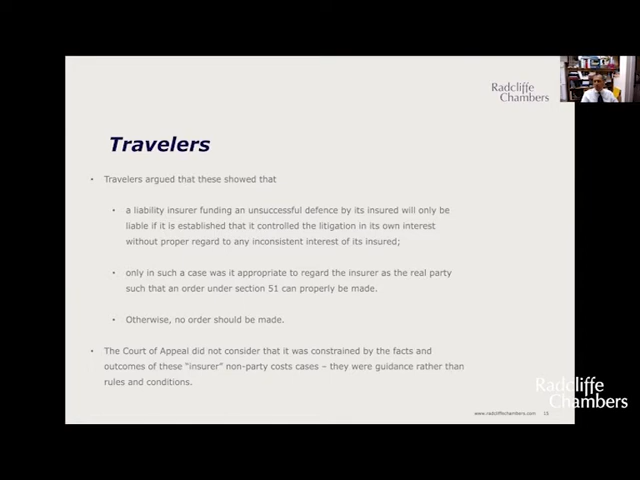 Radcliffe
Chambers
Travelers
• Travelers argued that these showed that
• a liability insurer funding an unsuccessful defence by its insured will only be
liable if it is established that it controlled the litigation in its own interest
without proper regard to any inconsistent interest of its insured;
• only in such a case was it appropriate to regard the insurer as the real party
such that an order under section 51 can properly be made.
• Otherwise, no order should be made.
• The Court of Appeal did not consider that it was constrained by the facts and
outcomes of these "insurer" non-party costs cases – they were guidance rather than
rules and conditions.
Radcliffe
Chambers
www.radcliffechambers.com 15